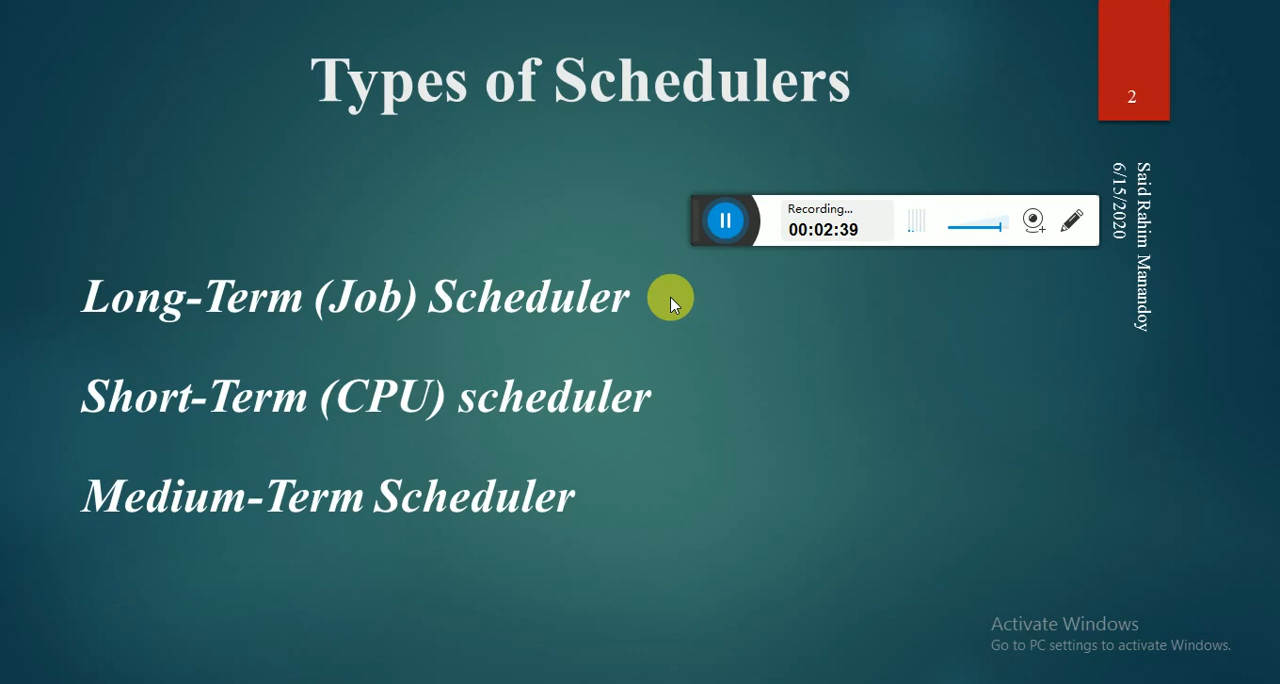 Types of Schedulers
2
Said Rahim Manandoy
6/15/2020
Recording...
00:02:39
Long-Term (Job) Scheduler
Short-Term (CPU) scheduler
Medium-Term Scheduler
Activate Windows
Go to PC settings to activate Windows.